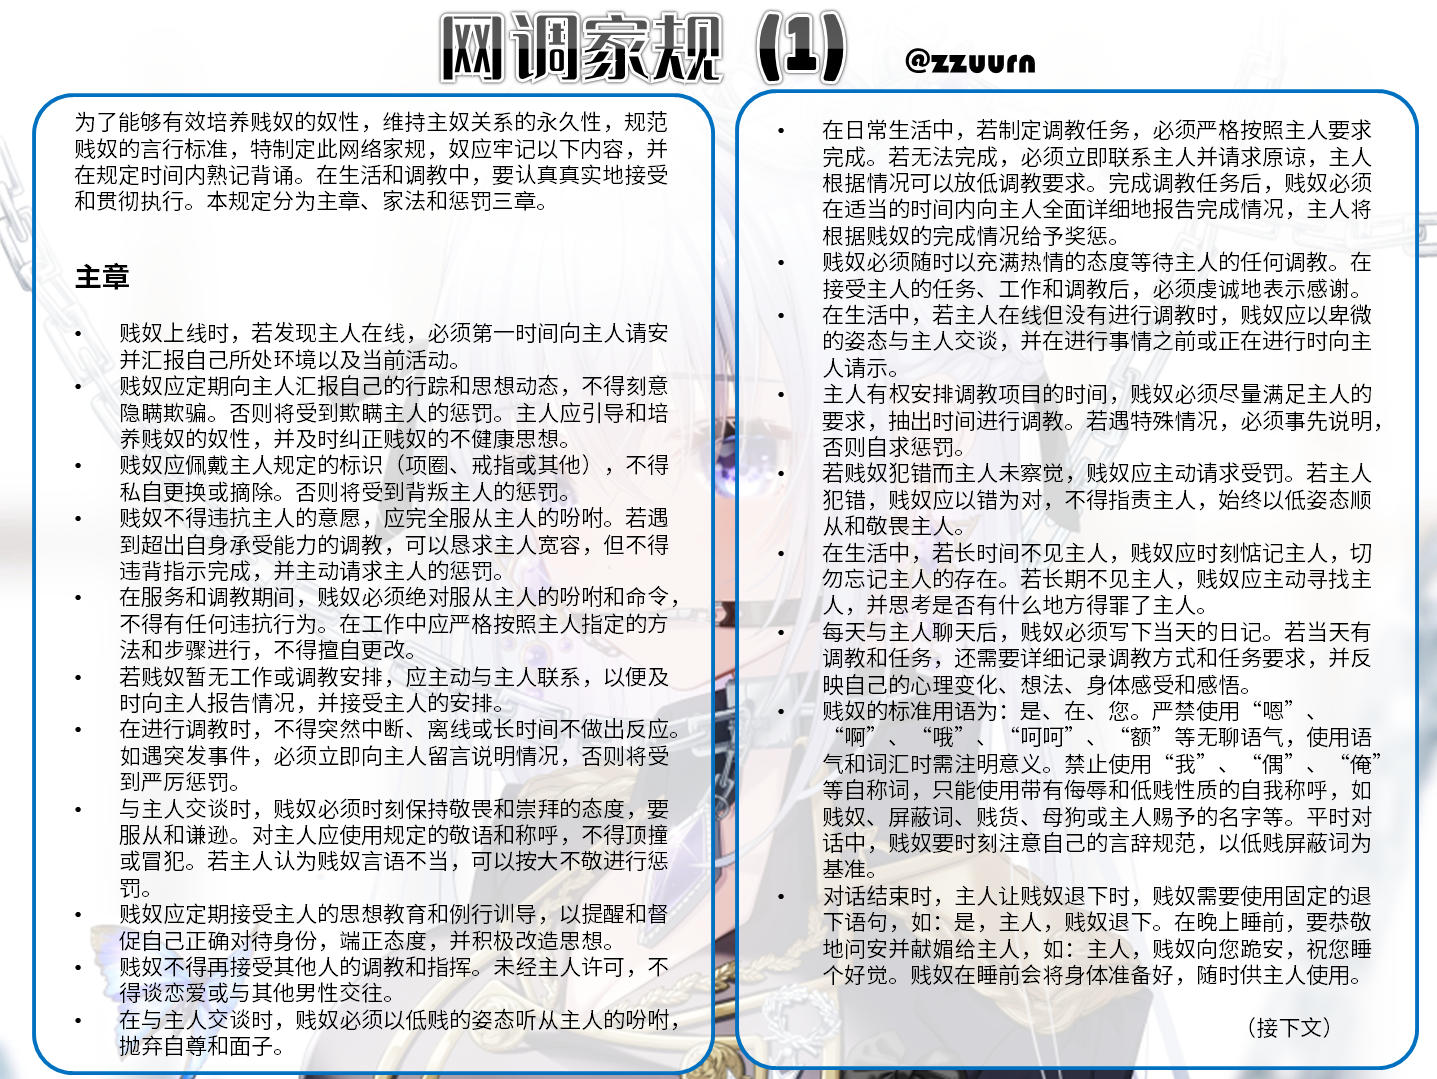 网调家规（1） @zzuurn
为了能够有效培养贱奴的奴性，维持主奴关系的永久性，规范
贱奴的言行标准，特制定此网络家规，奴应牢记以下内容，并
在规定时间内熟记背诵。在生活和调教中，要认真真实地接受
和贯彻执行。本规定分为主章、家法和惩罚三章。
主章
• 贱奴上线时，若发现主人在线，必须第一时间向主人请安
并汇报自己所处环境以及当前活动。
• 贱奴应定期向主人汇报自己的行踪和思想动态，不得刻意
隐瞒欺骗。否则将受到欺瞒主人的惩罚。主人应引导和培
养贱奴的奴性，并及时纠正贱奴的不健康思想。
• 贱奴应佩戴主人规定的标识（项圈、戒指或其他），不得
私自更换或摘除。否则将受到背叛主人的惩罚。
• 贱奴不得违抗主人的意愿，应完全服从主人的吩咐。若遇
到超出自身承受能力的调教，可以恳求主人宽容，但不得
违背指示完成，并主动请求主人的惩罚。
• 在服务和调教期间，贱奴必须绝对服从主人的吩咐和命令，
不得有任何违抗行为。在工作中应严格按照主人指定的方
法和步骤进行，不得擅自更改。
• 若贱奴暂无工作或调教安排，应主动与主人联系，以便及
时向主人报告情况，并接受主人的安排。
• 在进行调教时，不得突然中断、离线或长时间不做出反应。
如遇突发事件，必须立即向主人留言说明情况，否则将受
到严厉惩罚。
• 与主人交谈时，贱奴必须时刻保持敬畏和崇拜的态度，要
服从和谦逊。对主人应使用规定的敬语和称呼，不得顶撞
或冒犯。若主人认为贱奴言语不当，可以按大不敬进行惩
罚。
• 贱奴应定期接受主人的思想教育和例行训导，以提醒和督
促自己正确对待身份，端正态度，并积极改造思想。
• 贱奴不得再接受其他人的调教和指挥。未经主人许可，不
得谈恋爱或与其他男性交往。
• 在与主人交谈时，贱奴必须以低贱的姿态听从主人的吩咐，
抛弃自尊和面子。
• 在日常生活中，若制定调教任务，必须严格按照主人要求
完成。若无法完成，必须立即联系主人并请求原谅，主人
根据情况可以放低调教要求。完成调教任务后，贱奴必须
在适当的时间内向主人全面详细地报告完成情况，主人将
根据贱奴的完成情况给予奖惩。
• 贱奴必须随时以充满热情的态度等待主人的任何调教。在
接受主人的任务、工作和调教后，必须虔诚地表示感谢。
• 在生活中，若主人在线但没有进行调教时，贱奴应以卑微
的姿态与主人交谈，并在进行事情之前或正在进行时向主
人请示。
• 主人有权安排调教项目的时间，贱奴必须尽量满足主人的
要求，抽出时间进行调教。若遇特殊情况，必须事先说明，
否则自求惩罚。
• 若贱奴犯错而主人未察觉，贱奴应主动请求受罚。若主人
犯错，贱奴应以错为对，不得指责主人，始终以低姿态顺
从和敬畏主人。
• 在生活中，若长时间不见主人，贱奴应时刻惦记主人，切
勿忘记主人的存在。若长期不见主人，贱奴应主动寻找主
人，并思考是否有什么地方得罪了主人。
• 每天与主人聊天后，贱奴必须写下当天的日记。若当天有
调教和任务，还需要详细记录调教方式和任务要求，并反
映自己的心理变化、想法、身体感受和感悟。
• 贱奴的标准用语为：是、在、您。严禁使用“嗯”、
“啊”、“哦”、“呵呵”、“额”等无聊语气，使用语
气和词汇时需注明意义。禁止使用“我”、“偶”、“俺”
等自称词，只能使用带有侮辱和低贱性质的自我称呼，如
贱奴、屏蔽词、贱货、母狗或主人赐予的名字等。平时对
话中，贱奴要时刻注意自己的言辞规范，以低贱屏蔽词为
基准。
• 对话结束时，主人让贱奴退下时，贱奴需要使用固定的退
下语句，如：是，主人，贱奴退下。在晚上睡前，要恭敬
地问安并献媚给主人，如：主人，贱奴向您跪安，祝您睡
个好觉。贱奴在睡前会将身体准备好，随时供主人使用。
（接下文）